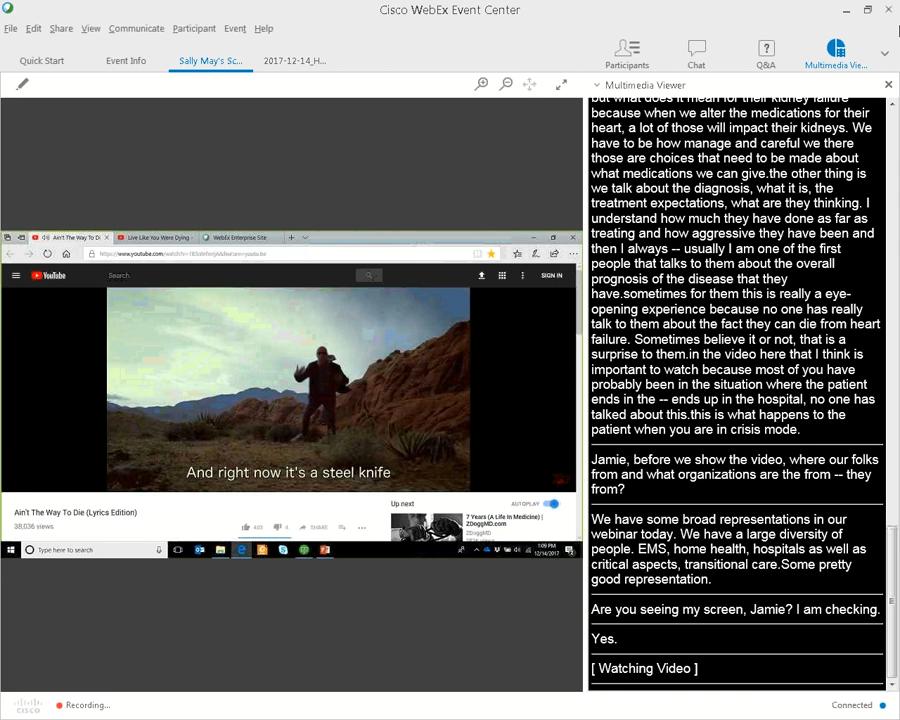 Cisco WebEx Event Center
File Edit Share View Communicate Participant Event Help
Quick Start
Event Info
Sally May's Sc...
2017-12-14_H...
Participants
Chat
Q&A
Multimedia Vie...
Multimedia Viewer
Ain't The Way To Di
Live Like You Were Dying -
WebEx Enterprise Site
YouTube
Search
SIGN IN
And right now it's a steel knife
Ain't The Way To Die (Lyrics Edition)
38,036 views
403
4
SHARE
Up next
AUTOPLAY
7 Years (A Life In Medicine) |
ZDoggMD.com
ZDoggMD
Type here to search
1:09 PM
12/14/2017
but what does it mean for their kidney failure
because when we alter the medications for their
heart, a lot of those will impact their kidneys. We
have to be how manage and careful we there
those are choices that need to be made about
what medications we can give.the other thing is
we talk about the diagnosis, what it is, the
treatment expectations, what are they thinking. I
understand how much they have done as far as
treating and how aggressive they have been and
then I always -- usually I am one of the first
people that talks to them about the overall
prognosis of the disease that they
have.sometimes for them this is really a eye-
opening experience because no one has really
talk to them about the fact they can die from heart
failure. Sometimes believe it or not, that is a
surprise to them.in the video here that I think is
important to watch because most of you have
probably been in the situation where the patient
ends in the -- ends up in the hospital, no one has
talked about this.this is what happens to the
patient when you are in crisis mode.
Jamie, before we show the video, where our folks
from and what organizations are the from -- they
from?
We have some broad representations in our
webinar today. We have a large diversity of
people. EMS, home health, hospitals as well as
critical aspects, transitional care.Some pretty
good representation.
Are you seeing my screen, Jamie? I am checking.
Yes.
[ Watching Video ]
cisco
Recording...
Connected